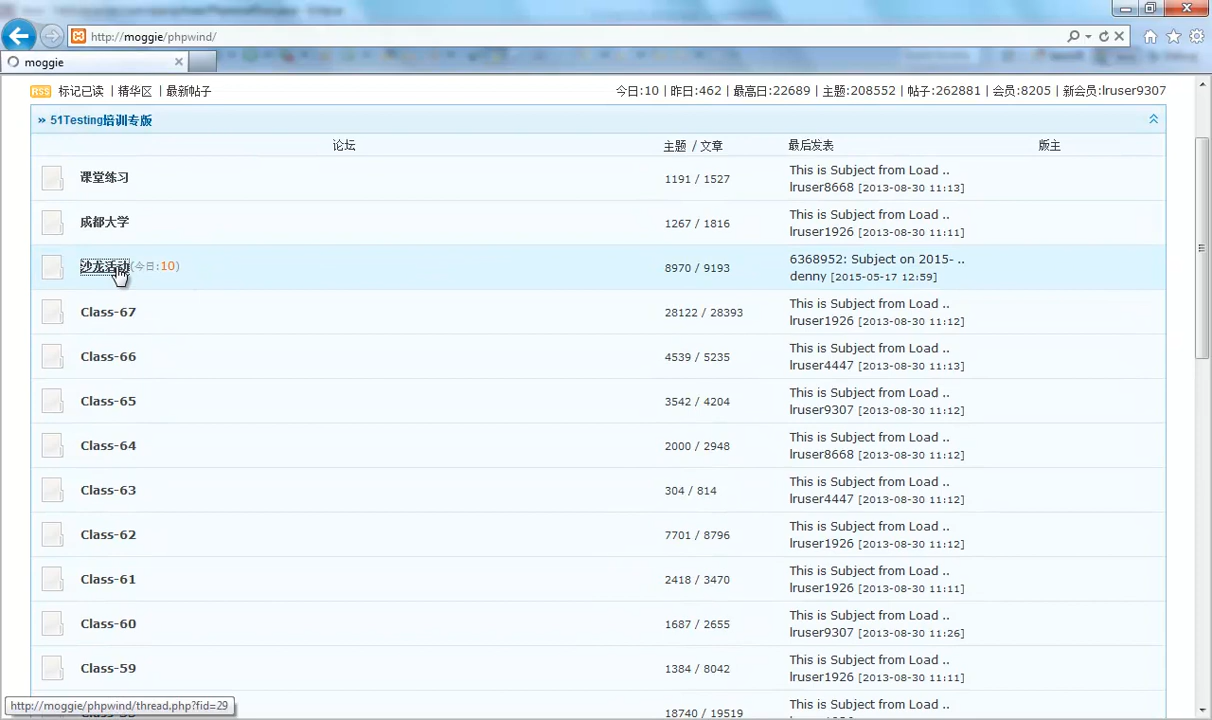 http://moggie/phpwind/
moggie
RSS 标记已读 | 精华区 | 最新帖子
今日:10 | 昨日:462 | 最高日:22689 | 主题:208552 | 帖子:262881 | 会员:8205 | 新会员:lruser9307
» 51Testing培训专版
论坛 主题 / 文章 最后发表 版主
课堂练习 1191 / 1527 This is Subject from Load ..
lruser8668 [2013-08-30 11:13]
成都大学 1267 / 1816 This is Subject from Load ..
lruser1926 [2013-08-30 11:11]
沙龙活动(今日:10) 8970 / 9193 6368952: Subject on 2015- ..
denny [2015-05-17 12:59]
Class-67 28122 / 28393 This is Subject from Load ..
lruser1926 [2013-08-30 11:12]
Class-66 4539 / 5235 This is Subject from Load ..
lruser4447 [2013-08-30 11:13]
Class-65 3542 / 4204 This is Subject from Load ..
lruser9307 [2013-08-30 11:12]
Class-64 2000 / 2948 This is Subject from Load ..
lruser8668 [2013-08-30 11:12]
Class-63 304 / 814 This is Subject from Load ..
lruser4447 [2013-08-30 11:12]
Class-62 7701 / 8796 This is Subject from Load ..
lruser1926 [2013-08-30 11:12]
Class-61 2418 / 3470 This is Subject from Load ..
lruser1926 [2013-08-30 11:11]
Class-60 1687 / 2655 This is Subject from Load ..
lruser9307 [2013-08-30 11:26]
Class-59 1384 / 8042 This is Subject from Load ..
lruser1926 [2013-08-30 11:11]
18740 / 19519 This is Subject from Load ..
http://moggie/phpwind/thread.php?fid=29